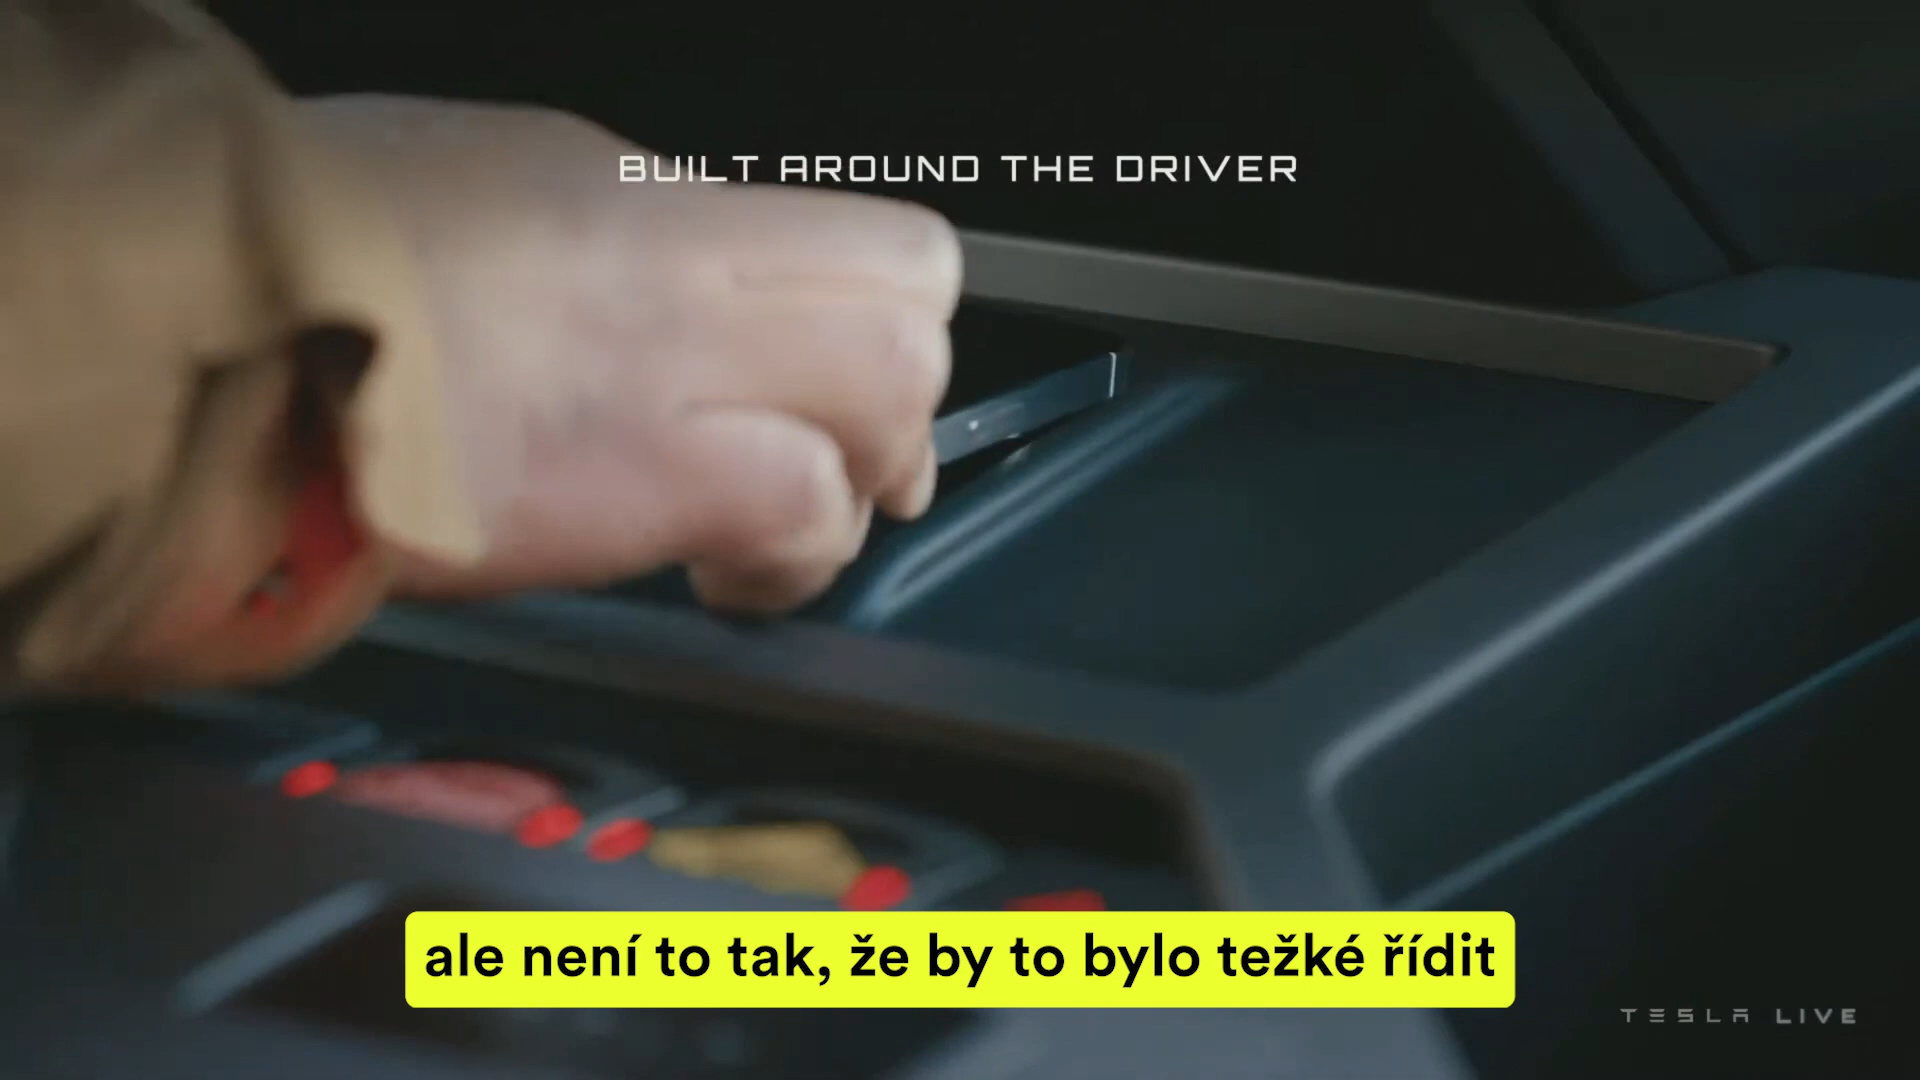 BUILT AROUND THE DRIVER
ale není to tak, že by to bylo težké řídit
TESLA LIVE